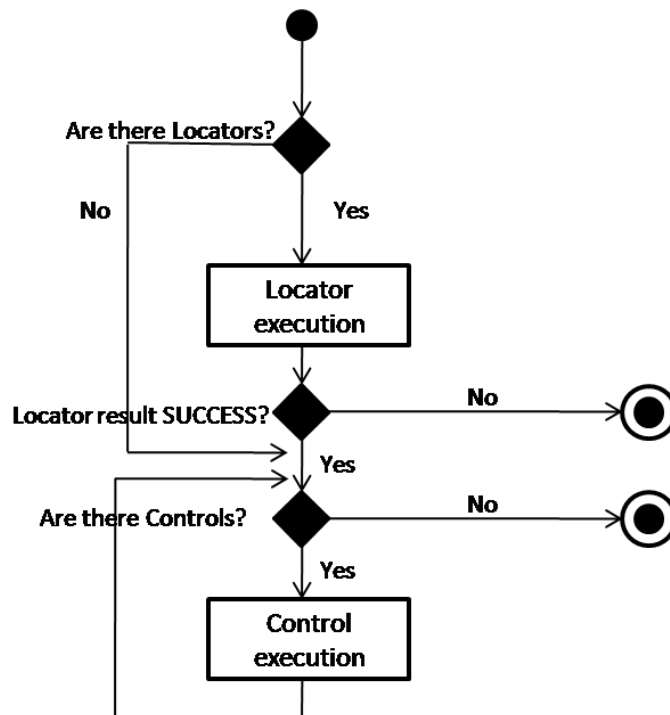 Are there Locators?
No
Yes
Locator
execution
Locator result SUCCESS?
No
Yes
Are there Controls?
No
Yes
Control
execution